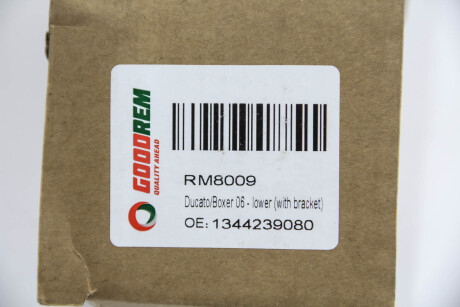 GOODREM
QUALITY AHEAD
RM8009
Ducato/Boxer 06 - lower (with bracket)
OE: 1344239080